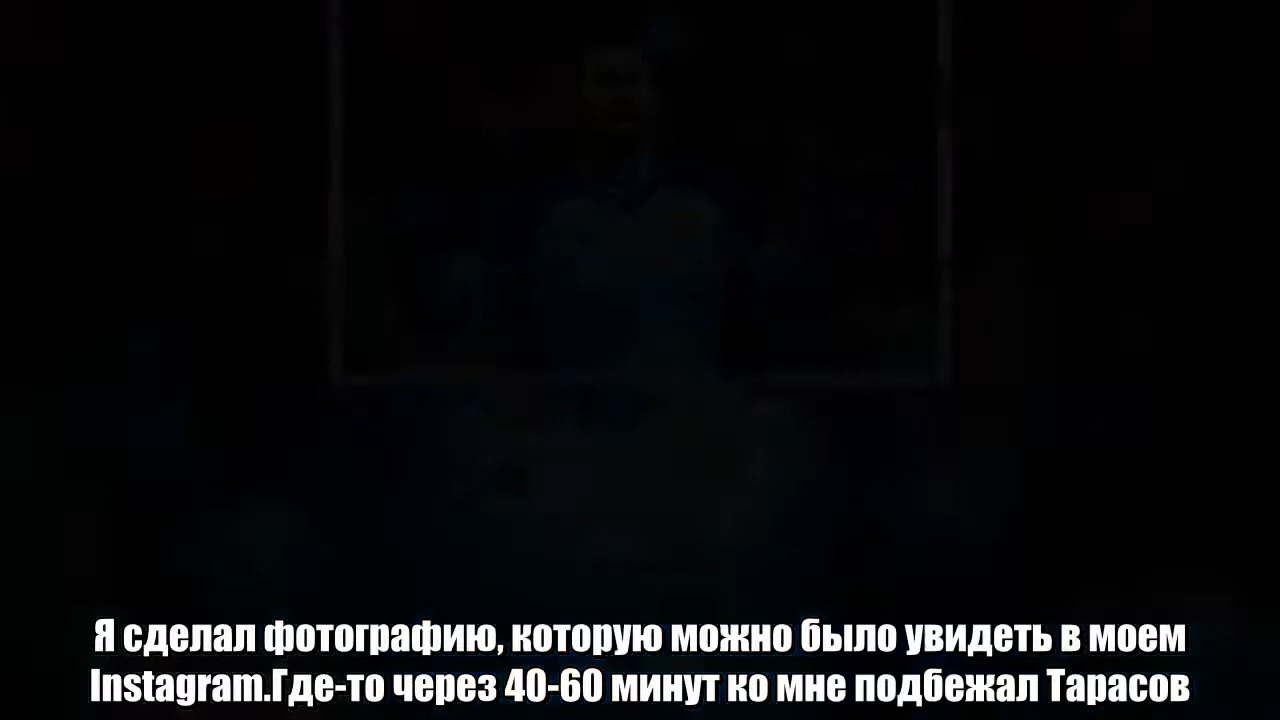 Я сделал фотографию, которую можно было увидеть в моем
Instagram.Где-то через 40-60 минут ко мне подбежал Тарасов